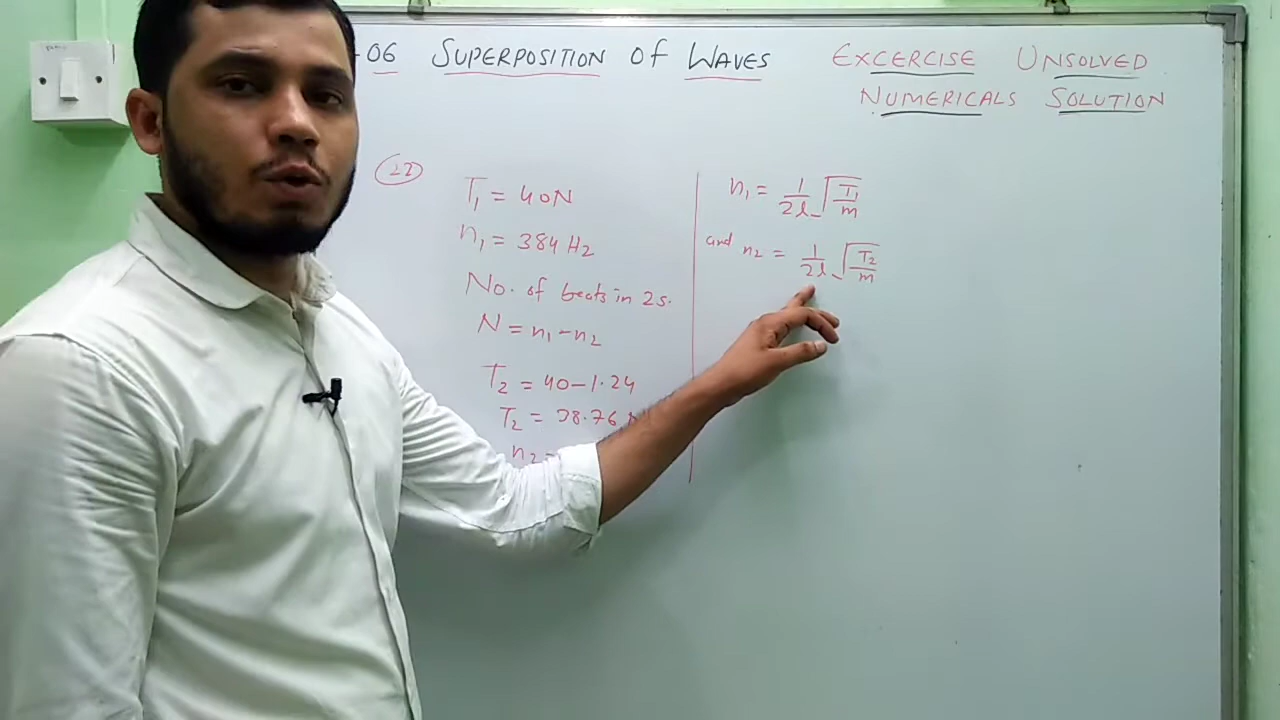 -06 SUPERPOSITION OF WAVES EXCERCISE UNSOLVED
NUMERICALS SOLUTION
22
T₁ = 40N
n₁ = 384 Hz
No. of beats in 2s.
N = n₁ - n₂
T₂ = 40-1.24
T₂ = 38.76
n₂ =
n₁ = 1/2l √T₁/m
and n₂ = 1/2l √T₂/m